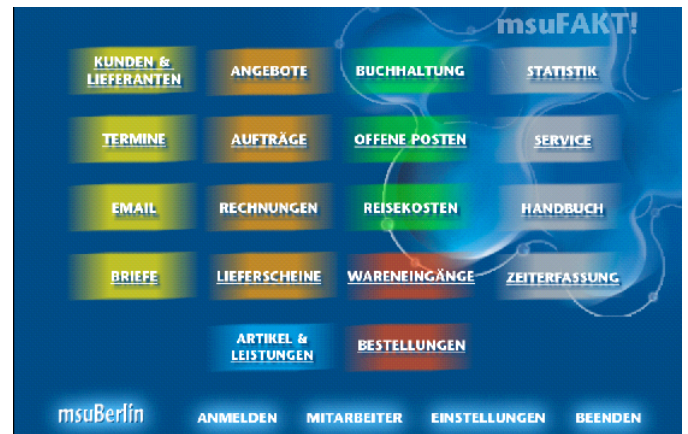 msuFAKT!
KUNDEN &
LIEFERANTEN
ANGEBOTE
BUCHHALTUNG
STATISTIK
TERMINE
AUFTRÄGE
OFFENE POSTEN
SERVICE
EMAIL
RECHNUNGEN
REISEKOSTEN
HANDBUCH
BRIEFE
LIEFERSCHEINE
WARENEINGÄNGE
ZEITERFASSUNG
ARTIKEL &
LEISTUNGEN
BESTELLUNGEN
msuBerlin
ANMELDEN
MITARBEITER
EINSTELLUNGEN
BEENDEN